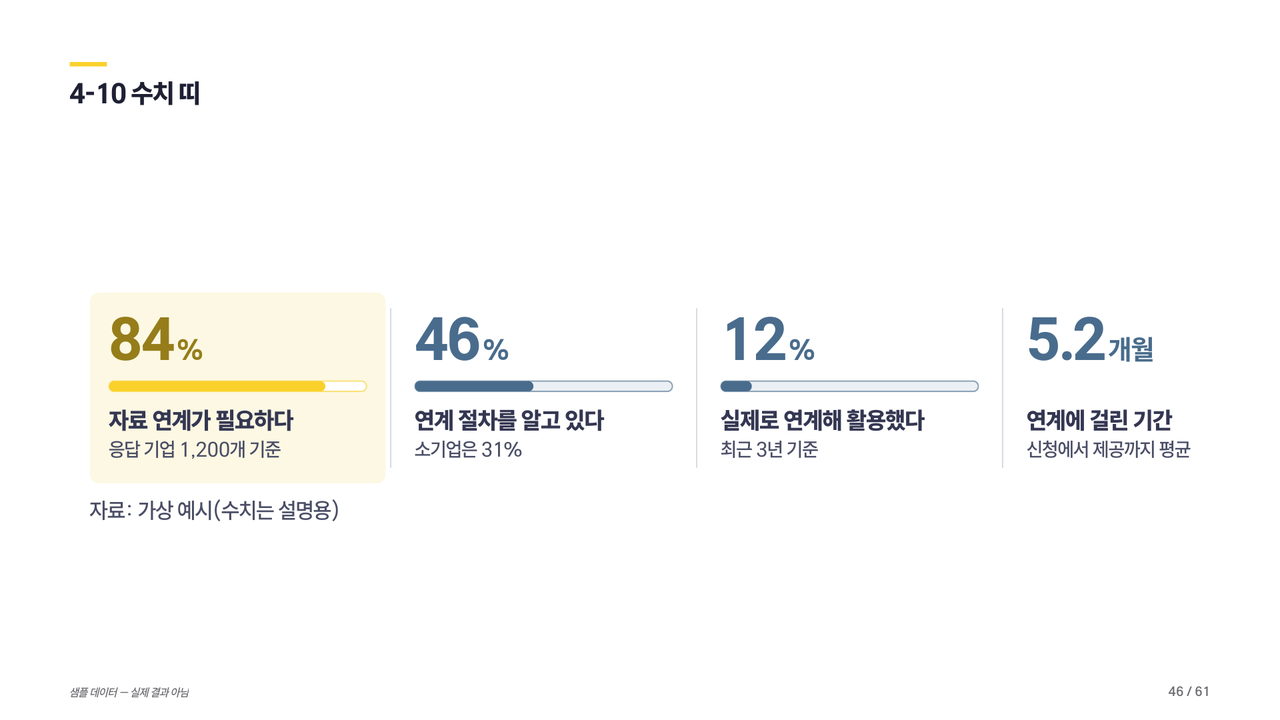 4-10 수치 띠
84%
자료 연계가 필요하다
응답 기업 1,200개 기준
46%
연계 절차를 알고 있다
소기업은 31%
12%
실제로 연계해 활용했다
최근 3년 기준
5.2개월
연계에 걸린 기간
신청에서 제공까지 평균
자료: 가상 예시(수치는 설명용)
샘플 데이터 — 실제 결과 아님
46 / 61